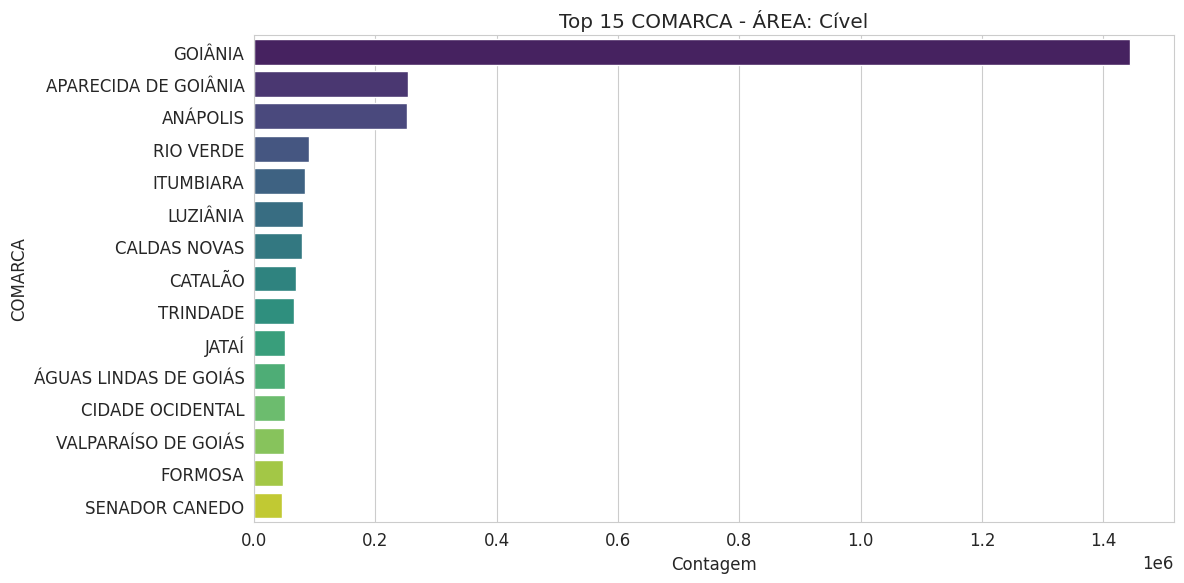 Top 15 COMARCA - ÁREA: Cível
COMARCA
GOIÂNIA
APARECIDA DE GOIÂNIA
ANÁPOLIS
RIO VERDE
ITUMBIARA
LUZIÂNIA
CALDAS NOVAS
CATALÃO
TRINDADE
JATAÍ
ÁGUAS LINDAS DE GOIÁS
CIDADE OCIDENTAL
VALPARAÍSO DE GOIÁS
FORMOSA
SENADOR CANEDO
0.0 0.2 0.4 0.6 0.8 1.0 1.2 1.4
1e6
Contagem